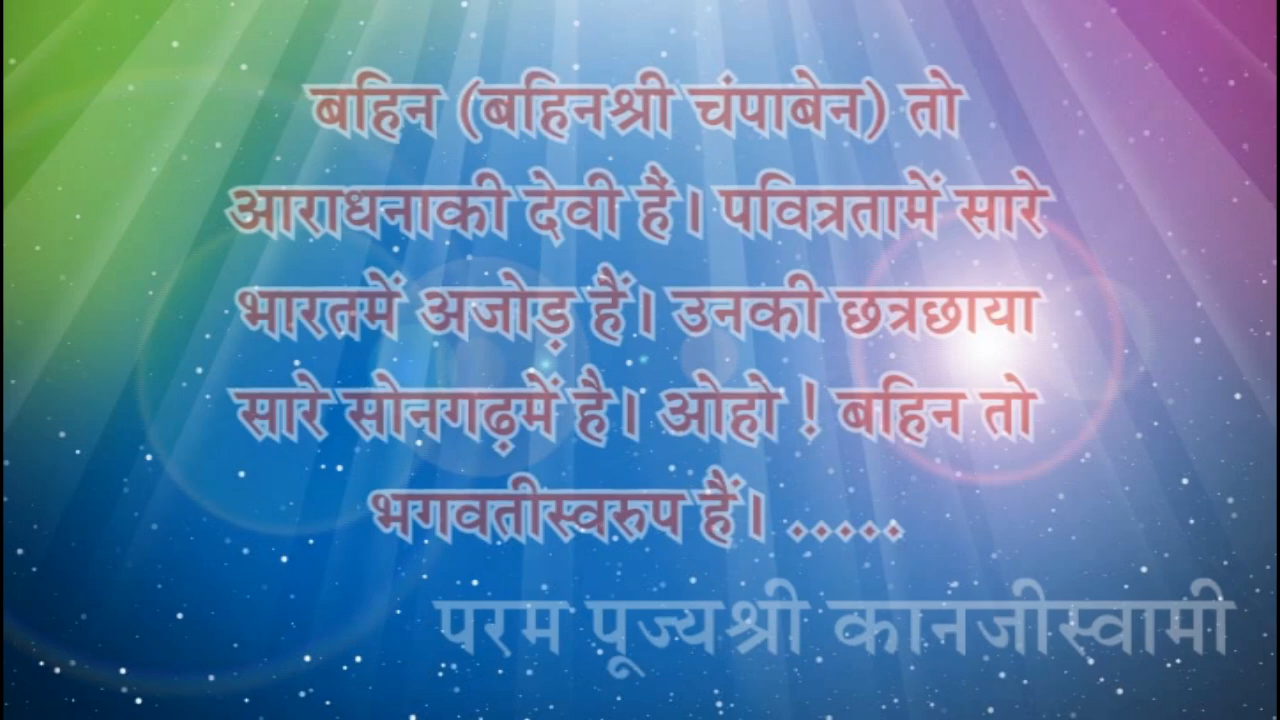 बहिन (बहिनश्री चंपाबेन) तो
आराधनाकी देवी हैं। पवित्रतामें सारे
भारतमें अजोड़ हैं। उनकी छत्रछाया
सारे सोनगढ़में है। ओहो ! बहिन तो
भगवतीस्वरुप हैं। .....
परम पूज्यश्री कानजीस्वामी